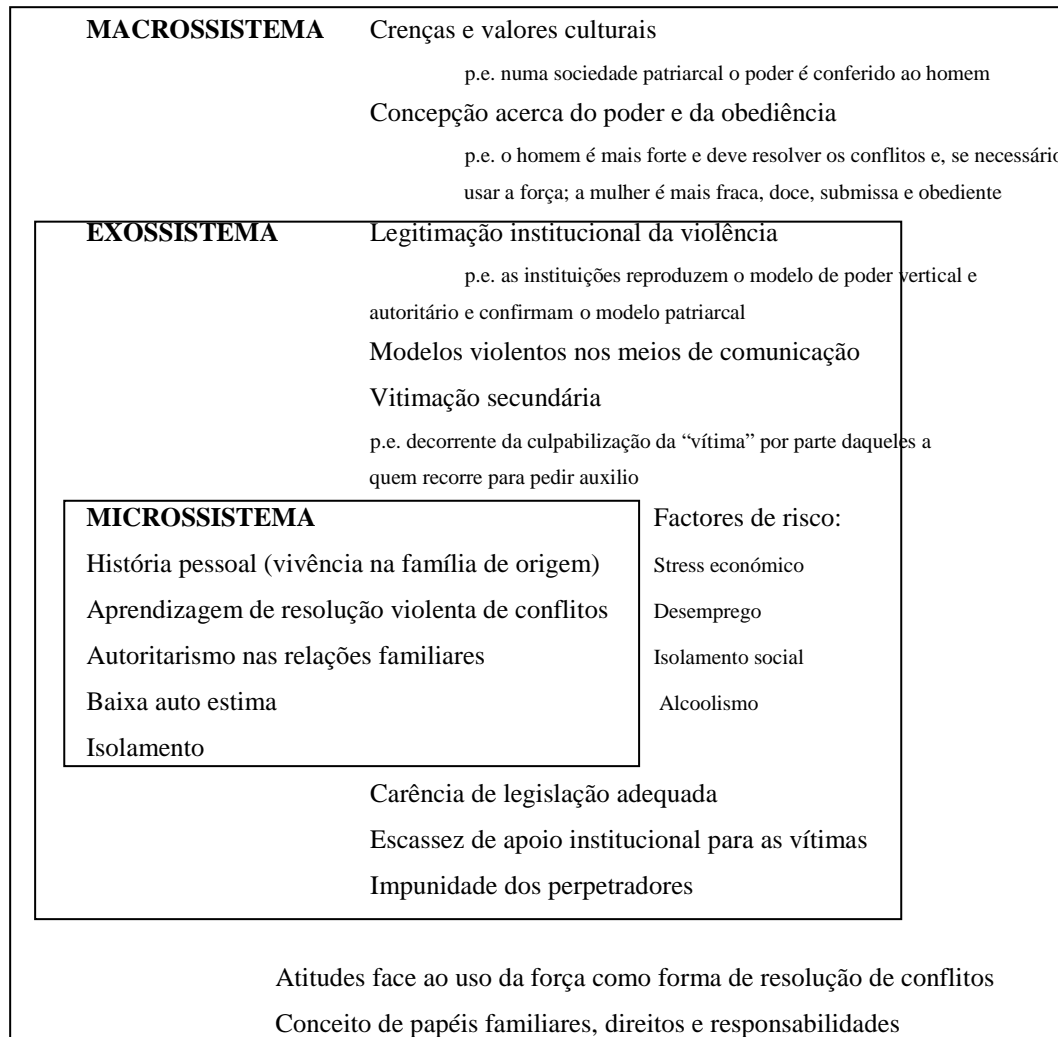 MACROSSISTEMA Crenças e valores culturais
p.e. numa sociedade patriarcal o poder é conferido ao homem
Concepção acerca do poder e da obediência
p.e. o homem é mais forte e deve resolver os conflitos e, se necessário
usar a força; a mulher é mais fraca, doce, submissa e obediente
EXOSSISTEMA Legitimação institucional da violência
p.e. as instituições reproduzem o modelo de poder vertical e
autoritário e confirmam o modelo patriarcal
Modelos violentos nos meios de comunicação
Vitimação secundária
p.e. decorrente da culpabilização da “vítima” por parte daqueles a
quem recorre para pedir auxilio
MICROSSISTEMA Factores de risco:
História pessoal (vivência na família de origem) Stress económico
Aprendizagem de resolução violenta de conflitos Desemprego
Autoritarismo nas relações familiares Isolamento social
Baixa auto estima Alcoolismo
Isolamento
Carência de legislação adequada
Escassez de apoio institucional para as vítimas
Impunidade dos perpetradores
Atitudes face ao uso da força como forma de resolução de conflitos
Conceito de papéis familiares, direitos e responsabilidades